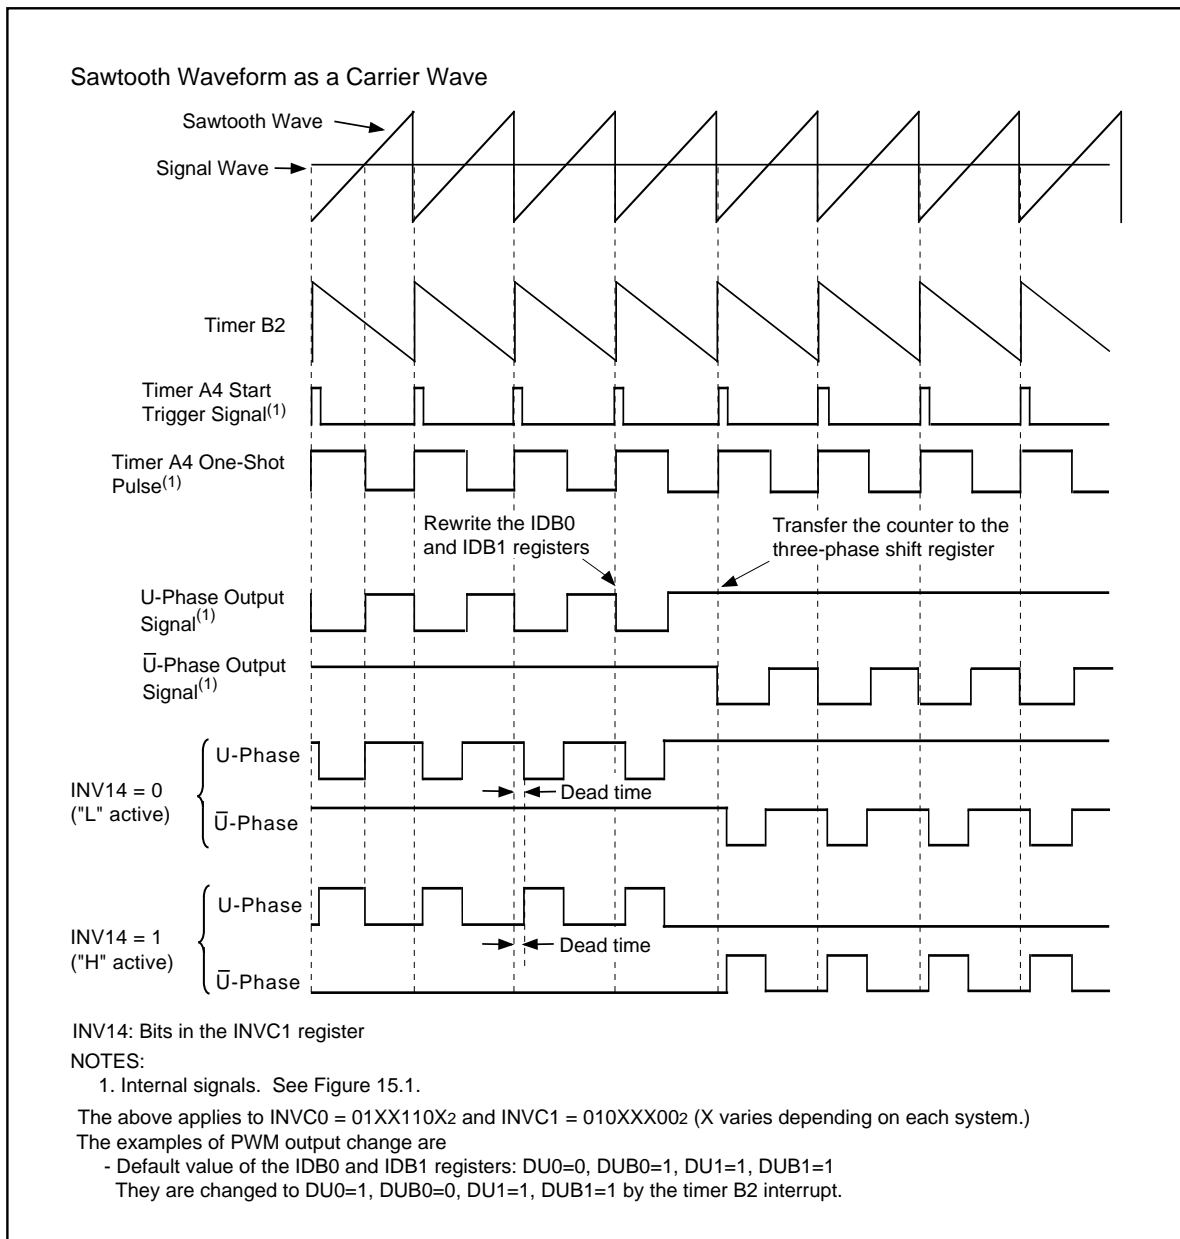 Sawtooth Waveform as a Carrier Wave
Sawtooth Wave
Signal Wave
Timer B2
Timer A4 Start
Trigger Signal(1)
Timer A4 One-Shot
Pulse(1)
Rewrite the IDB0
and IDB1 registers
Transfer the counter to the
three-phase shift register
U-Phase Output
Signal(1)
U̅-Phase Output
Signal(1)
INV14 = 0
("L" active)
U-Phase
Dead time
U̅-Phase
INV14 = 1
("H" active)
U-Phase
Dead time
U̅-Phase
INV14: Bits in the INVC1 register
NOTES:
1. Internal signals. See Figure 15.1.
The above applies to INVC0 = 01XX110X2 and INVC1 = 010XXX002 (X varies depending on each system.)
The examples of PWM output change are
- Default value of the IDB0 and IDB1 registers: DU0=0, DUB0=1, DU1=1, DUB1=1
They are changed to DU0=1, DUB0=0, DU1=1, DUB1=1 by the timer B2 interrupt.